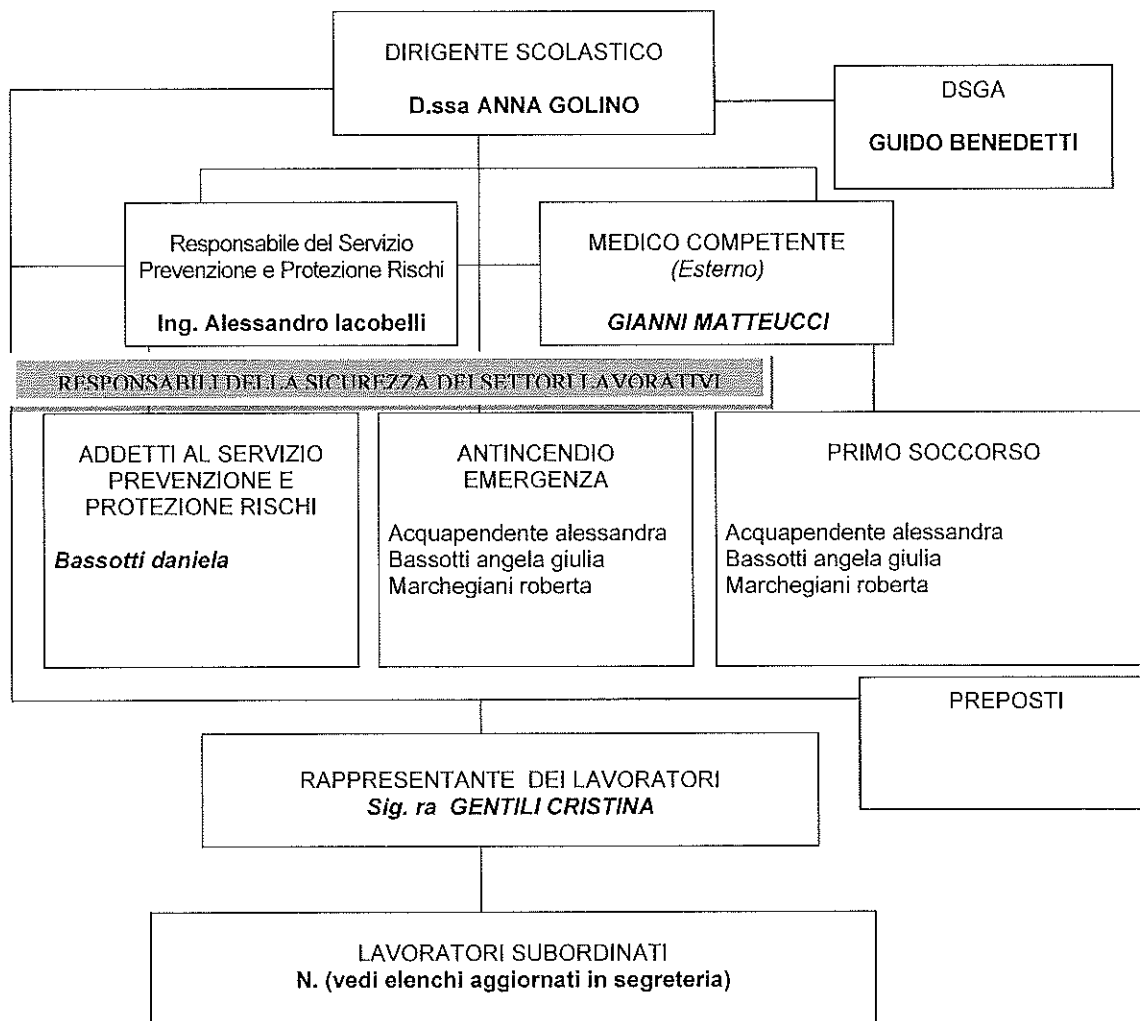 DIRIGENTE SCOLASTICO
D.ssa ANNA GOLINO
DSGA
GUIDO BENEDETTI
Responsabile del Servizio
Prevenzione e Protezione Rischi
Ing. Alessandro Iacobelli
MEDICO COMPETENTE
(Esterno)
GIANNI MATTEUCCI
RESPONSABILI DELLA SICUREZZA DEI SETTORI LAVORATIVI
ADDETTI AL SERVIZIO
PREVENZIONE E
PROTEZIONE RISCHI
Bassotti daniela
ANTINCENDIO
EMERGENZA
Acquapendente alessandra
Bassotti angela giulia
Marchegiani roberta
PRIMO SOCCORSO
Acquapendente alessandra
Bassotti angela giulia
Marchegiani roberta
PREPOSTI
RAPPRESENTANTE DEI LAVORATORI
Sig. ra GENTILI CRISTINA
LAVORATORI SUBORDINATI
N. (vedi elenchi aggiornati in segreteria)